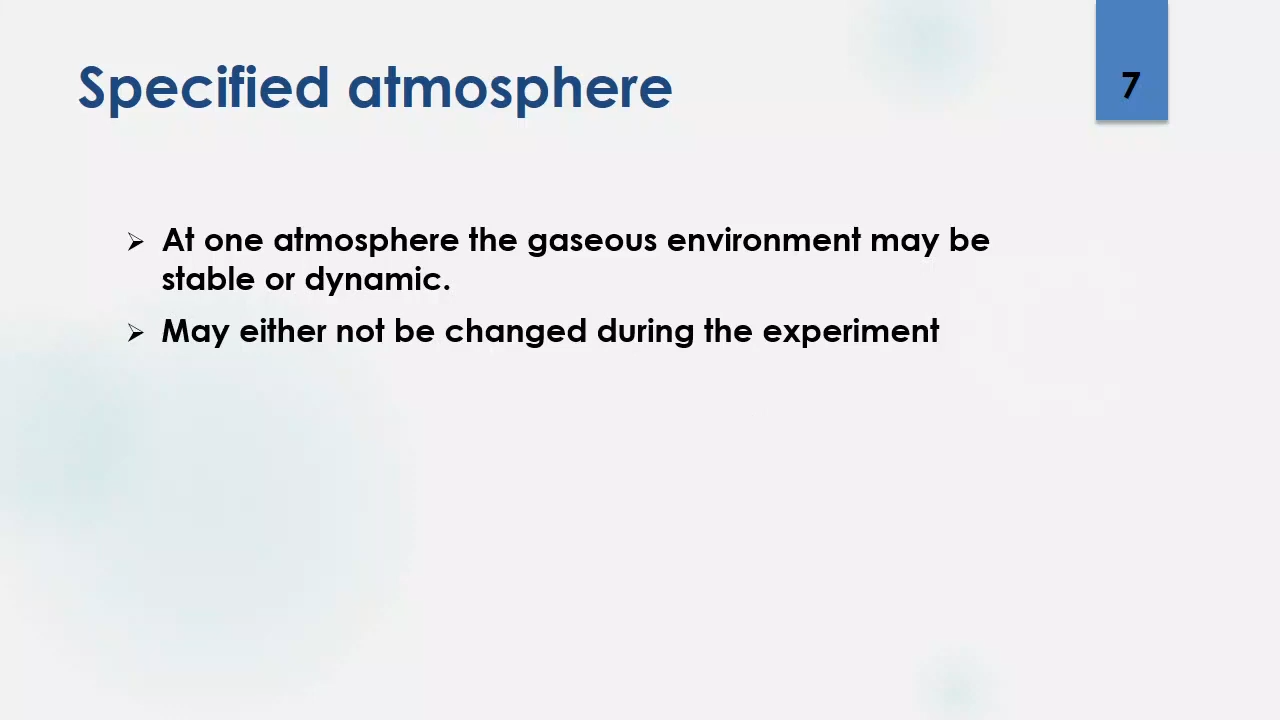 Specified atmosphere
7
➢ At one atmosphere the gaseous environment may be
stable or dynamic.
➢ May either not be changed during the experiment